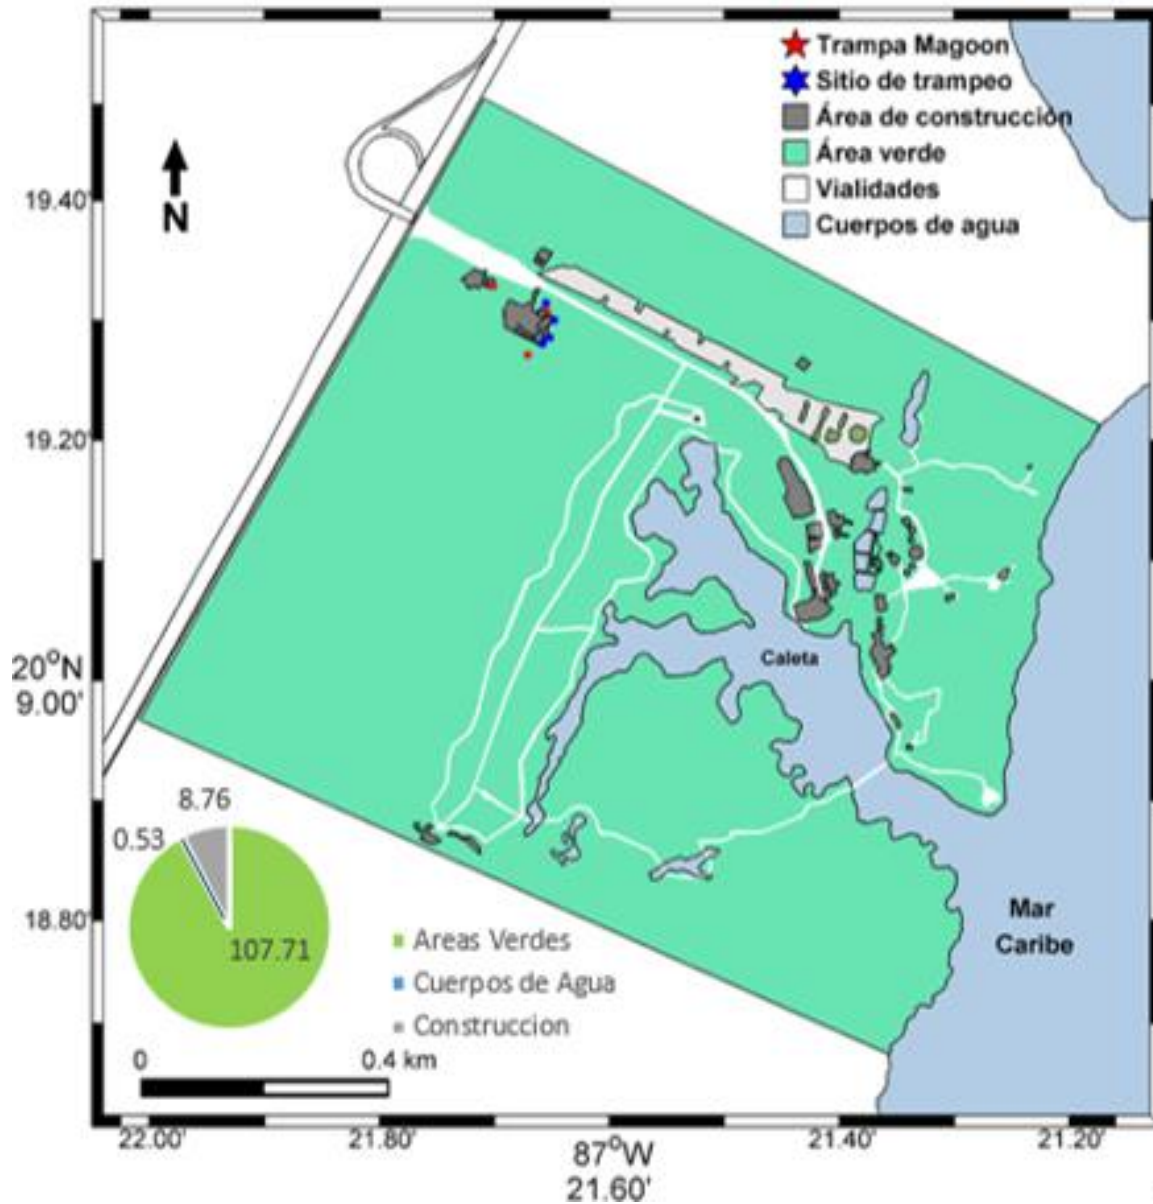 Trampa Magoon
Sitio de trampeo
Área de construcción
Área verde
Vialidades
Cuerpos de agua
N
19.40'
19.20'
20°N
9.00'
18.80'
Caleta
Mar
Caribe
8.76
0.53
107.71
Areas Verdes
Cuerpos de Agua
Construccion
0
0.4 km
22.00'
21.80'
87°W
21.60'
21.40'
21.20'